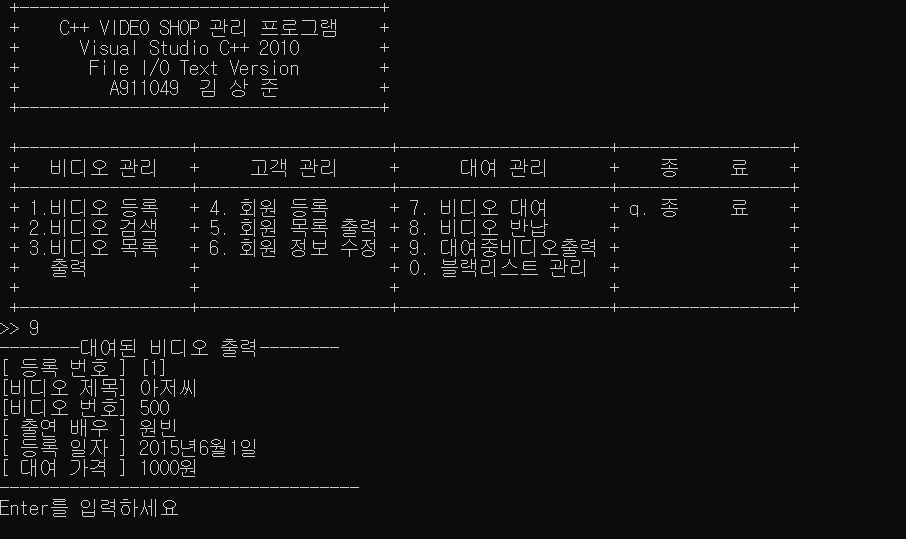 +------------------------------------+
+    C++ VIDEO SHOP 관리 프로그램    +
+      Visual Studio C++ 2010        +
+       File I/O Text Version        +
+         A911049  김 상 준          +
+------------------------------------+
+-----------------+-------------------+---------------------+-----------------+
+   비디오 관리   +     고객 관리     +      대여 관리      +    종     료    +
+-----------------+-------------------+---------------------+-----------------+
+ 1.비디오 등록   + 4. 회원 등록      + 7. 비디오 대여      + q. 종     료    +
+ 2.비디오 검색   + 5. 회원 목록 출력 + 8. 비디오 반납      +                 +
+ 3.비디오 목록   + 6. 회원 정보 수정 + 9. 대여중비디오출력 +                 +
+   출력          +                   + 0. 블랙리스트 관리  +                 +
+                 +                   +                     +                 +
+-----------------+-------------------+---------------------+-----------------+
>> 9
--------대여된 비디오 출력--------
[ 등록 번호 ] [1]
[비디오 제목] 아저씨
[비디오 번호] 500
[ 출연 배우 ] 원빈
[ 등록 일자 ] 2015년6월1일
[ 대여 가격 ] 1000원
------------------------------------
Enter를 입력하세요